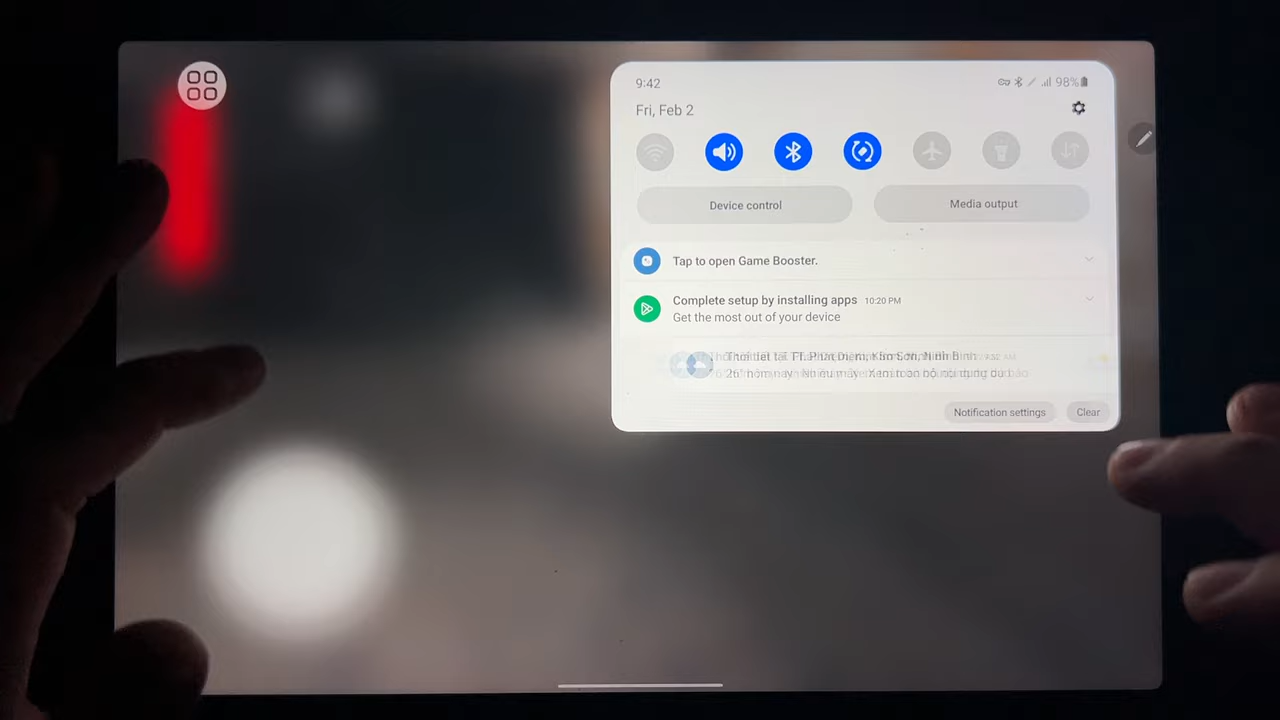 9:42
98%
Fri, Feb 2
Device control
Media output
Tap to open Game Booster.
Complete setup by installing apps 10:20 PM
Get the most out of your device
Notification settings
Clear